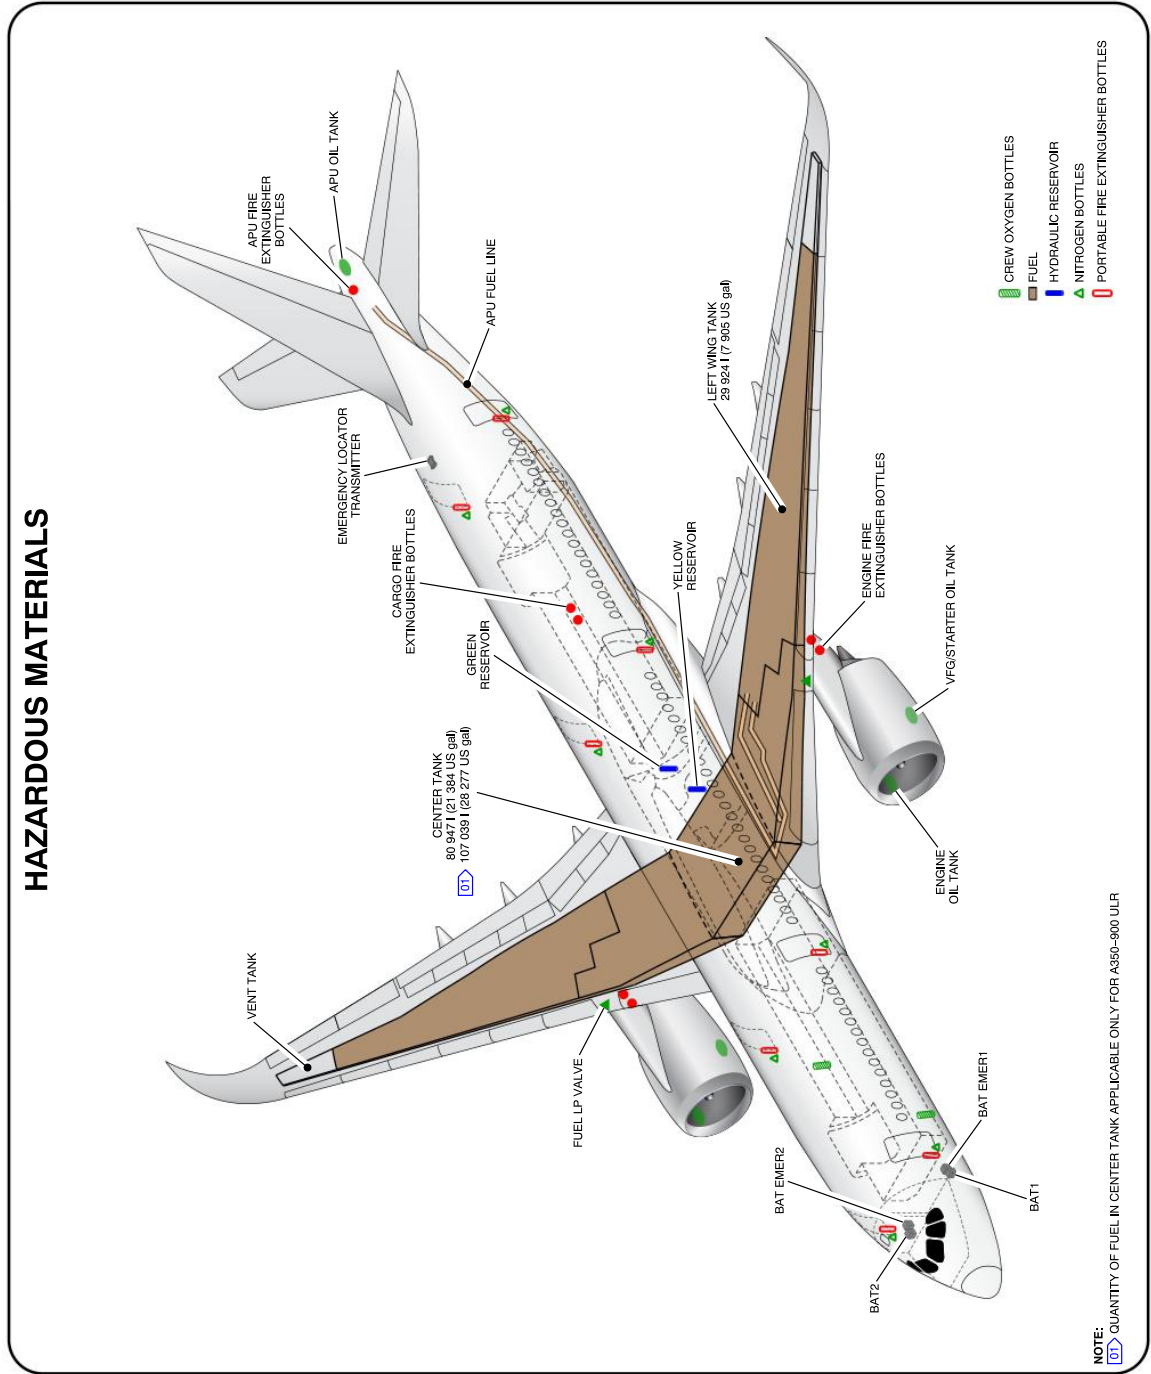 HAZARDOUS MATERIALS
APU FIRE
EXTINGUISHER
BOTTLES
APU OIL TANK
APU FUEL LINE
EMERGENCY LOCATOR
TRANSMITTER
CARGO FIRE
EXTINGUISHER BOTTLES
GREEN
RESERVOIR
YELLOW
RESERVOIR
CENTER TANK
80 947 l (21 384 US gal)
01 107 039 l (28 277 US gal)
LEFT WING TANK
29 924 l (7 905 US gal)
VENT TANK
FUEL LP VALVE
ENGINE FIRE
EXTINGUISHER BOTTLES
VFG/STARTER OIL TANK
ENGINE
OIL TANK
BAT EMER2
BAT2
BAT EMER1
BAT1
CREW OXYGEN BOTTLES
FUEL
HYDRAULIC RESERVOIR
NITROGEN BOTTLES
PORTABLE FIRE EXTINGUISHER BOTTLES
NOTE:
01 QUANTITY OF FUEL IN CENTER TANK APPLICABLE ONLY FOR A350–900 ULR